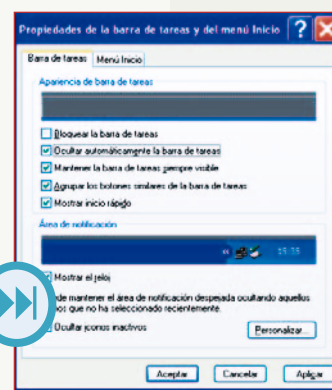 Propiedades de la barra de tareas y del menú Inicio
Barra de tareas
Menú Inicio
Apariencia de barra de tareas
Bloquear la barra de tareas
Ocultar automáticamente la barra de tareas
Mantener la barra de tareas siempre visible
Agrupar los botones similares de la barra de tareas
Mostrar inicio rápido
Área de notificación
15:35
Mostrar el reloj
de mantener el área de notificación despejada ocultando aquellos
que no ha seleccionado recientemente.
Ocultar iconos inactivos
Personalizar...
Aceptar
Cancelar
Aplicar